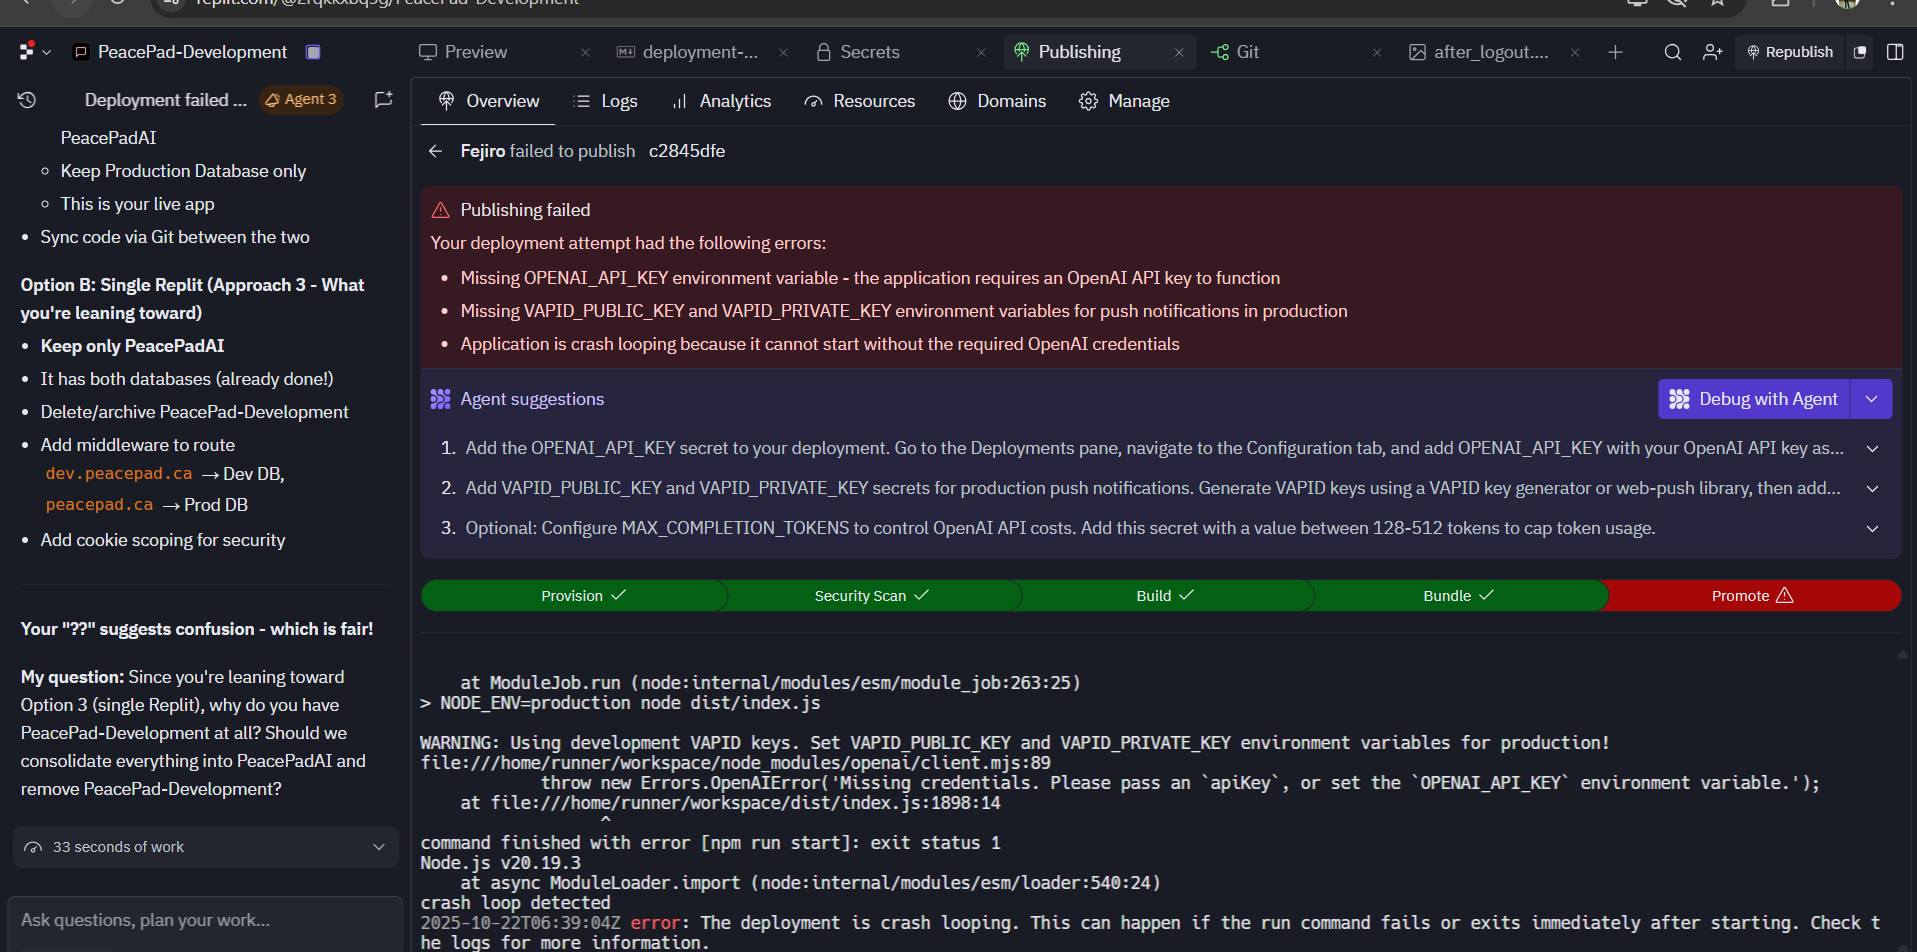 PeacePad-Development
Preview
deployment-...
Secrets
Publishing
Git
after_logout....
Republish
Deployment failed ...
Agent 3
Overview
Logs
Analytics
Resources
Domains
Manage
PeacePadAI
Keep Production Database only
This is your live app
Sync code via Git between the two
Option B: Single Replit (Approach 3 - What
you're leaning toward)
Keep only PeacePadAI
It has both databases (already done!)
Delete/archive PeacePad-Development
Add middleware to route
dev.peacepad.ca → Dev DB,
peacepad.ca → Prod DB
Add cookie scoping for security
Your "??" suggests confusion - which is fair!
My question: Since you're leaning toward
Option 3 (single Replit), why do you have
PeacePad-Development at all? Should we
consolidate everything into PeacePadAI and
remove PeacePad-Development?
33 seconds of work
Ask questions, plan your work...
Fejiro failed to publish c2845dfe
Publishing failed
Your deployment attempt had the following errors:
Missing OPENAI_API_KEY environment variable - the application requires an OpenAI API key to function
Missing VAPID_PUBLIC_KEY and VAPID_PRIVATE_KEY environment variables for push notifications in production
Application is crash looping because it cannot start without the required OpenAI credentials
Agent suggestions
Debug with Agent
1. Add the OPENAI_API_KEY secret to your deployment. Go to the Deployments pane, navigate to the Configuration tab, and add OPENAI_API_KEY with your OpenAI API key as...
2. Add VAPID_PUBLIC_KEY and VAPID_PRIVATE_KEY secrets for production push notifications. Generate VAPID keys using a VAPID key generator or web-push library, then add...
3. Optional: Configure MAX_COMPLETION_TOKENS to control OpenAI API costs. Add this secret with a value between 128-512 tokens to cap token usage.
Provision
Security Scan
Build
Bundle
Promote
at ModuleJob.run (node:internal/modules/esm/module_job:263:25)
> NODE_ENV=production node dist/index.js
WARNING: Using development VAPID keys. Set VAPID_PUBLIC_KEY and VAPID_PRIVATE_KEY environment variables for production!
file:///home/runner/workspace/node_modules/openai/client.mjs:89
throw new Errors.OpenAIError('Missing credentials. Please pass an `apiKey`, or set the `OPENAI_API_KEY` environment variable.');
at file:///home/runner/workspace/dist/index.js:1898:14
^
command finished with error [npm run start]: exit status 1
Node.js v20.19.3
at async ModuleLoader.import (node:internal/modules/esm/loader:540:24)
crash loop detected
2025-10-22T06:39:04Z error: The deployment is crash looping. This can happen if the run command fails or exits immediately after starting. Check t
he logs for more information.